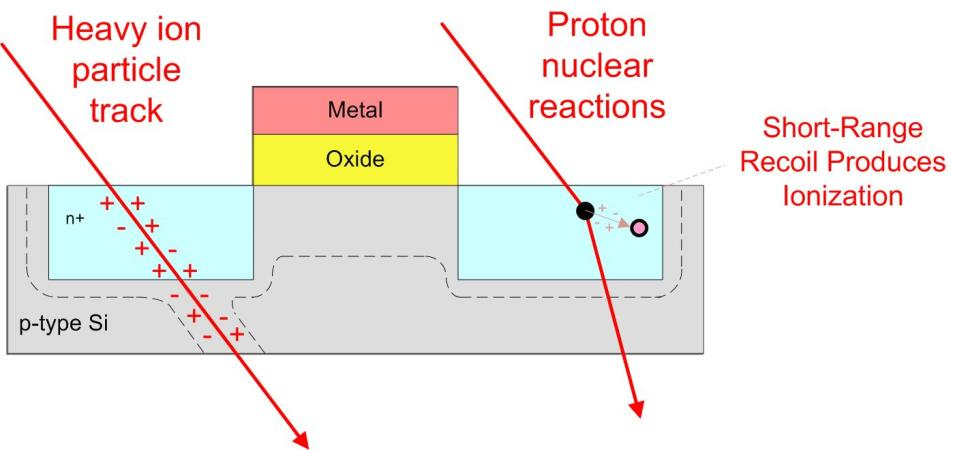 Heavy ion
particle
track
Proton
nuclear
reactions
Metal
Oxide
Short-Range
Recoil Produces
Ionization
n+
p-type Si